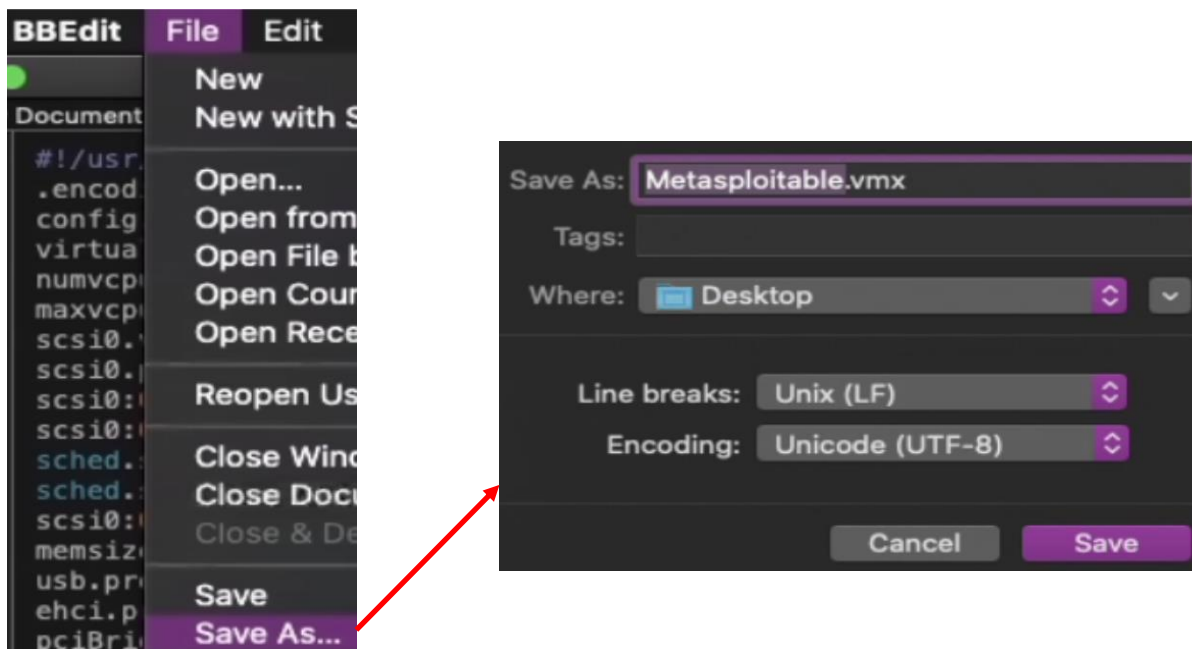 BBEdit File Edit
New
New with S
Document
Open...
Open from
Open File b
Open Cour
Open Rece
Reopen Us
Close Wind
Close Docu
Close & De
Save
Save As...
#!/usr
.encod
config
virtua
numvcp
maxvcp
scsi0.
scsi0.
scsi0:
scsi0:
sched.
sched.
scsi0:
memsiz
usb.pr
ehci.p
pciBri
Save As: Metasploitable.vmx
Tags:
Where: Desktop
Line breaks: Unix (LF)
Encoding: Unicode (UTF-8)
Cancel Save